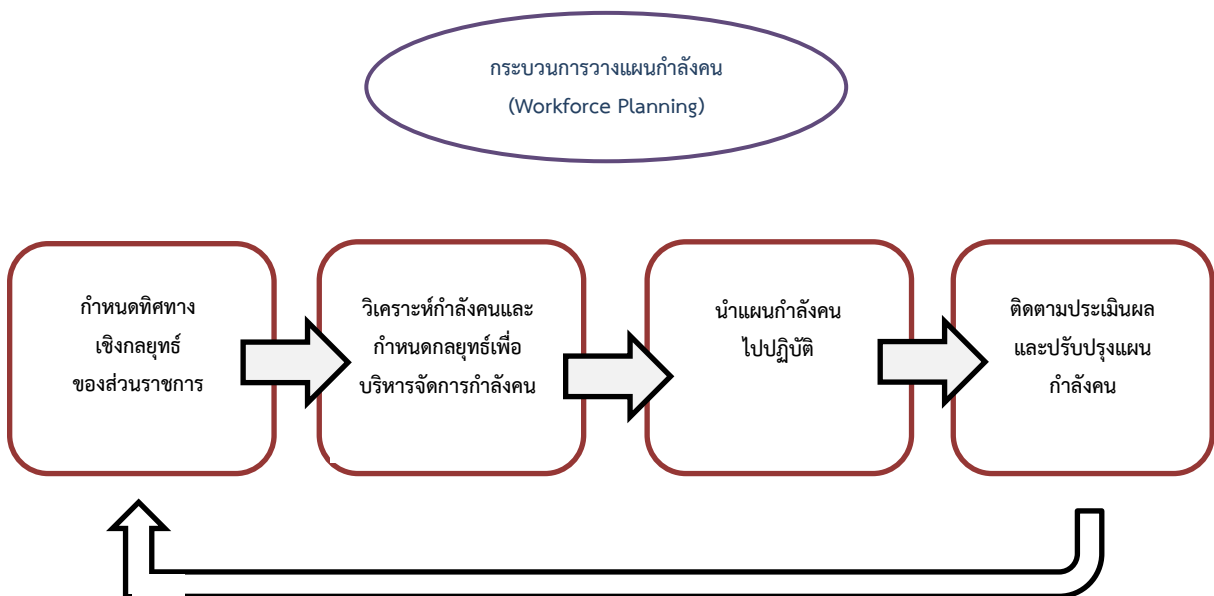 กระบวนการวางแผนกำลังคน
(Workforce Planning)
กำหนดทิศทาง
เชิงกลยุทธ์
ของส่วนราชการ
วิเคราะห์กำลังคนและ
กำหนดกลยุทธ์เพื่อ
บริหารจัดการกำลังคน
นำแผนกำลังคน
ไปปฏิบัติ
ติดตามประเมินผล
และปรับปรุงแผน
กำลังคน